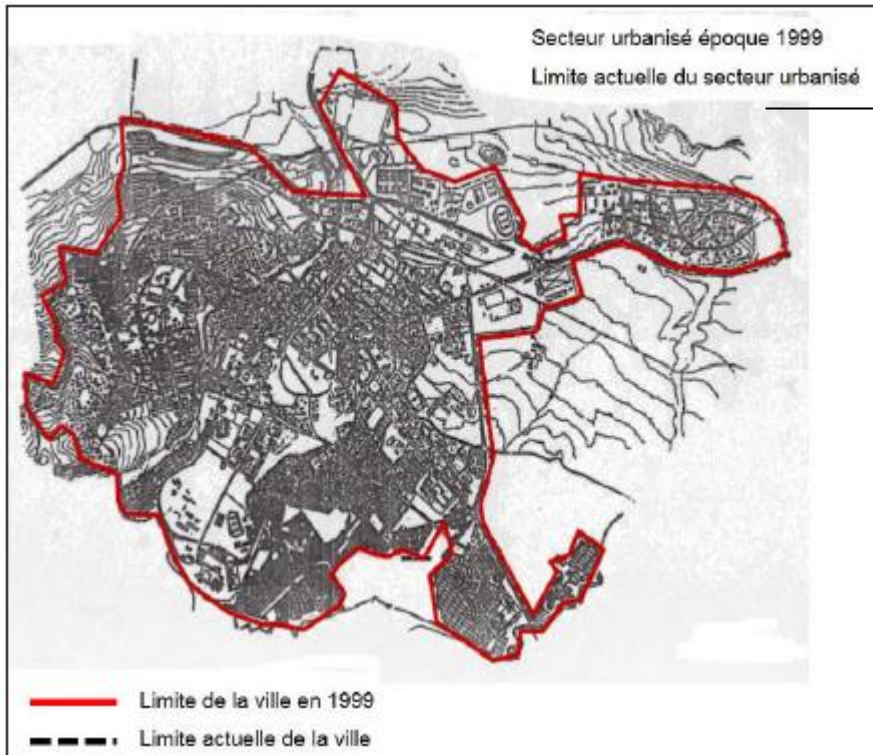 Secteur urbanisé époque 1999
Limite actuelle du secteur urbanisé
Limite de la ville en 1999
Limite actuelle de la ville